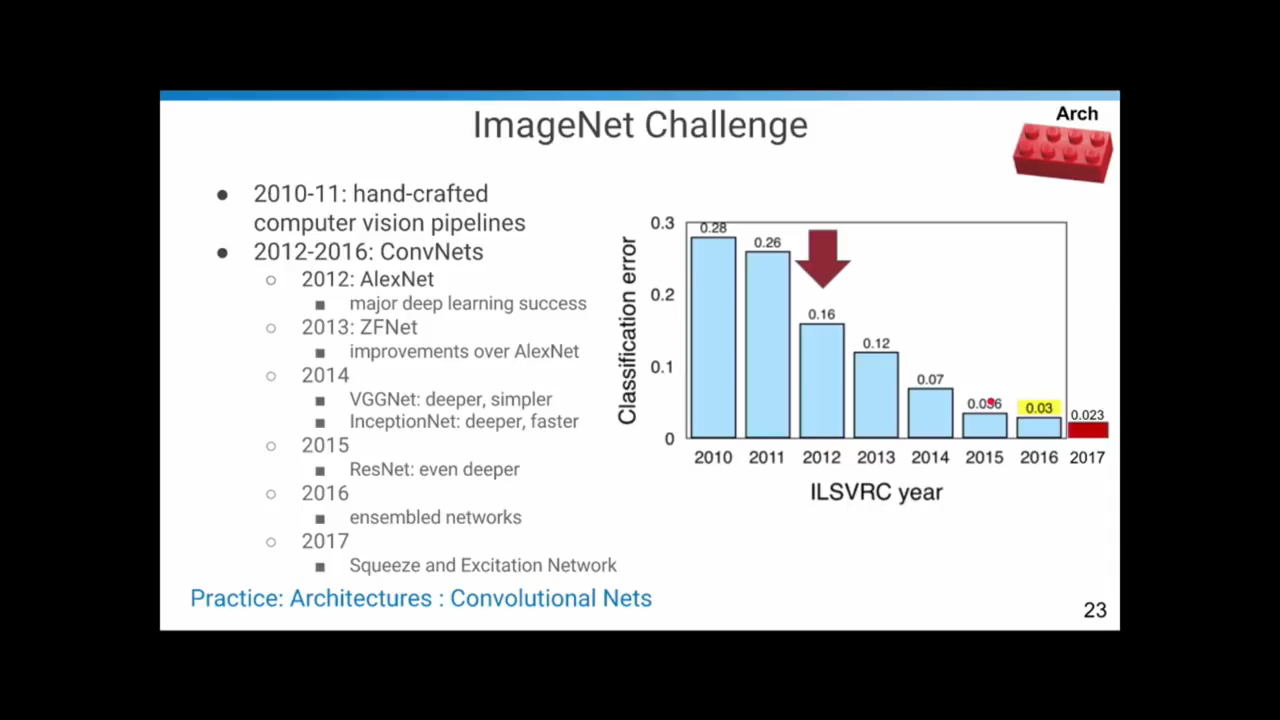 ImageNet Challenge
Arch
● 2010-11: hand-crafted
computer vision pipelines
● 2012-2016: ConvNets
○ 2012: AlexNet
■ major deep learning success
○ 2013: ZFNet
■ improvements over AlexNet
○ 2014
■ VGGNet: deeper, simpler
■ InceptionNet: deeper, faster
○ 2015
■ ResNet: even deeper
○ 2016
■ ensembled networks
○ 2017
■ Squeeze and Excitation Network
Practice: Architectures : Convolutional Nets
Classification error
0.3
0.2
0.1
0
0.28
0.26
0.16
0.12
0.07
0.036
0.03
0.023
2010 2011 2012 2013 2014 2015 2016 2017
ILSVRC year
23